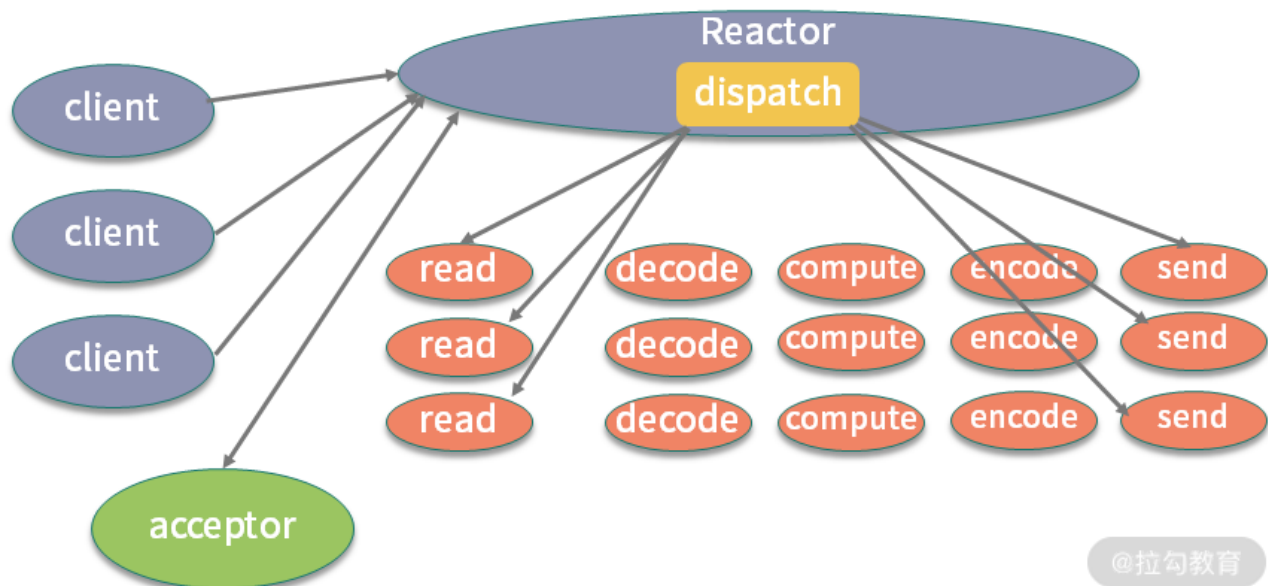 Reactor
dispatch
client
client
client
read decode compute encode send
read decode compute encode send
read decode compute encode send
acceptor
@拉勾教育